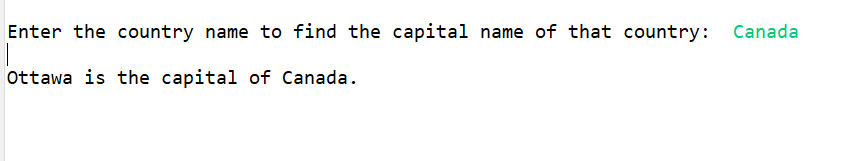 Enter the country name to find the capital name of that country:  Canada
Ottawa is the capital of Canada.